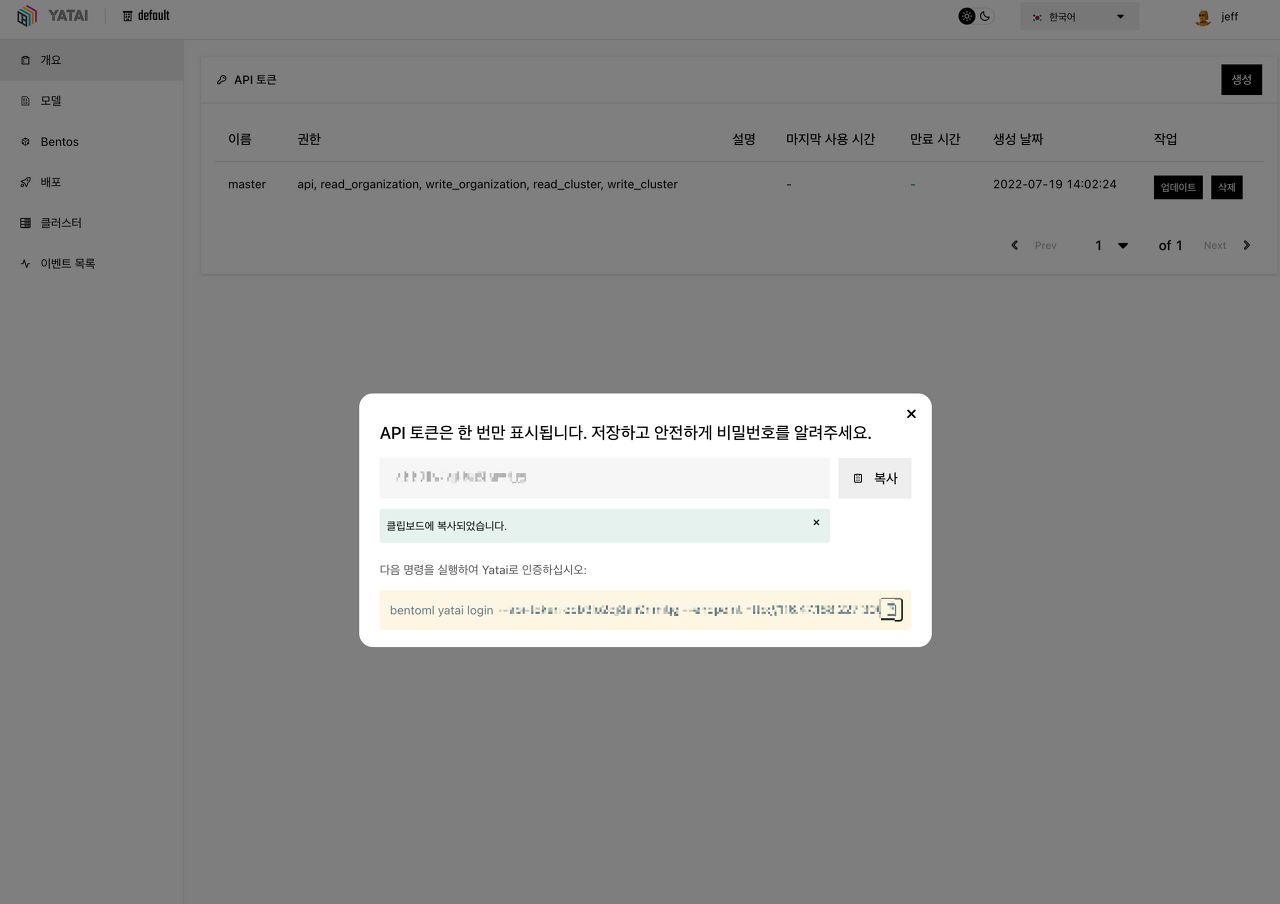 YATAI default 한국어 jeff
개요
모델
Bentos
배포
클러스터
이벤트 목록
API 토큰 생성
이름 권한 설명 마지막 사용 시간 만료 시간 생성 날짜 작업
master api, read_organization, write_organization, read_cluster, write_cluster - - 2022-07-19 14:02:24 업데이트 삭제
Prev 1 of 1 Next
API 토큰은 한 번만 표시됩니다. 저장하고 안전하게 비밀번호를 알려주세요.
복사
클립보드에 복사되었습니다.
다음 명령을 실행하여 Yatai로 인증하십시오:
bentoml yatai login